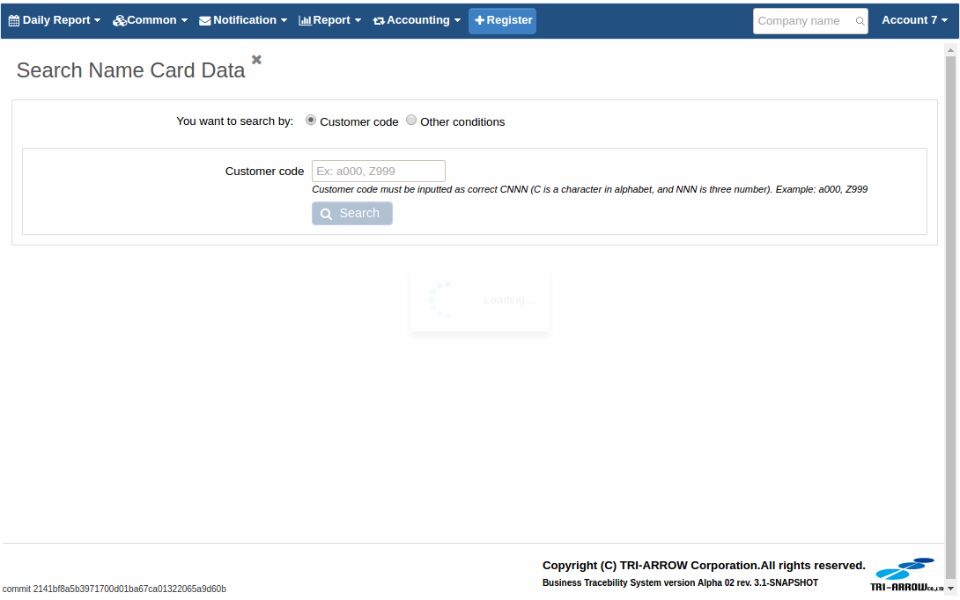 Daily Report Common Notification Report Accounting Register Company name Account 7
Search Name Card Data
You want to search by: Customer code Other conditions
Customer code Ex: a000, Z999
Customer code must be inputted as correct CNNN (C is a character in alphabet, and NNN is three number). Example: a000, Z999
Search
Loading...
Copyright (C) TRI-ARROW Corporation.All rights reserved.
Business Tracebility System version Alpha 02 rev. 3.1-SNAPSHOT
TRI-ARROW CO.,LTD
commit 2141bf8a5b3971700d01ba67ca01322065a9d60b